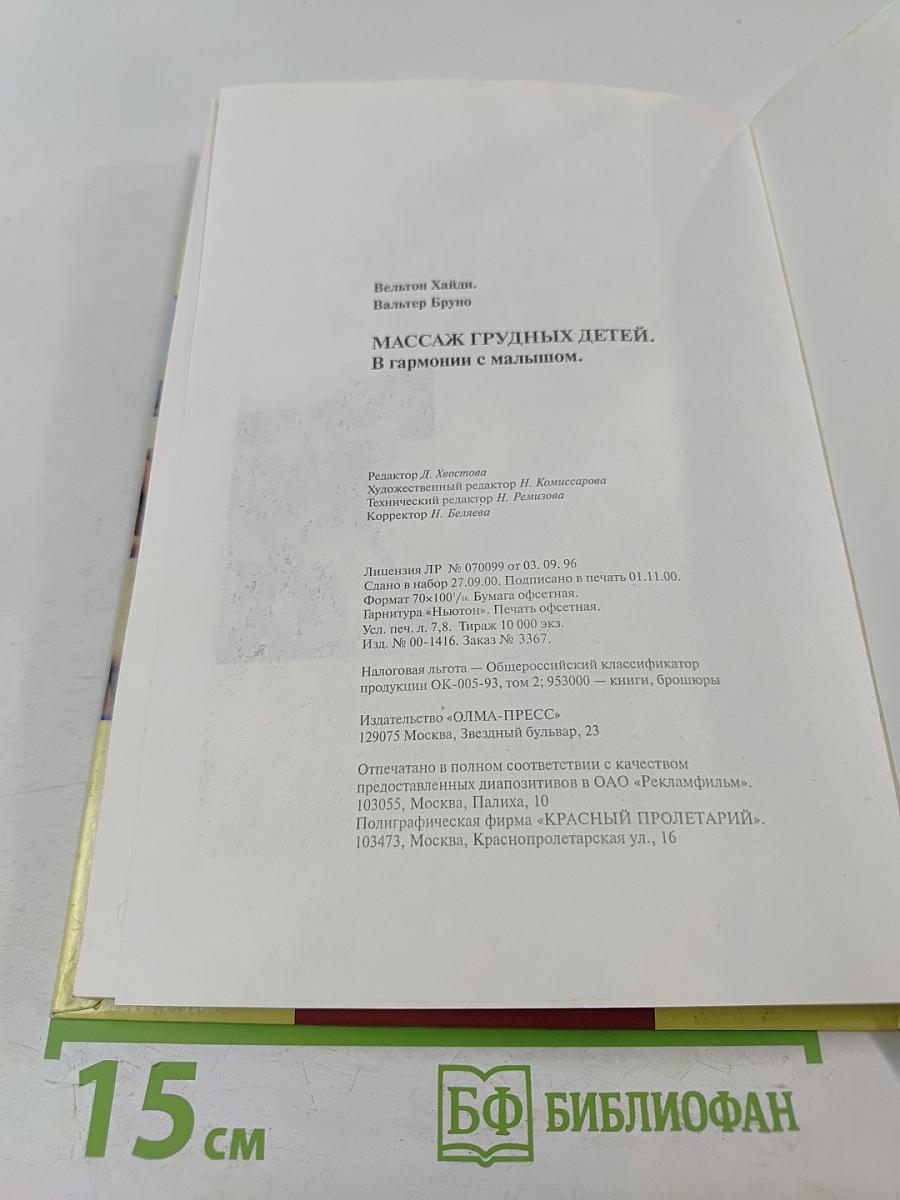 Вельтон Хайди.
Вальтер Бруно
МАССАЖ ГРУДНЫХ ДЕТЕЙ.
В гармонии с малышом.
Редактор Д. Хвостова
Художественный редактор Н. Комиссарова
Технический редактор Н. Ремизова
Корректор Н. Беляева
Лицензия ЛР № 070099 от 03. 09. 96
Сдано в набор 27.09.00. Подписано в печать 01.11.00.
Формат 70×100¹/₁₆. Бумага офсетная.
Гарнитура «Ньютон». Печать офсетная.
Усл. печ. л. 7,8. Тираж 10 000 экз.
Изд. № 00-1416. Заказ № 3367.
Налоговая льгота — Общероссийский классификатор
продукции ОК-005-93, том 2; 953000 — книги, брошюры
Издательство «ОЛМА-ПРЕСС»
129075 Москва, Звездный бульвар, 23
Отпечатано в полном соответствии с качеством
предоставленных диапозитивов в ОАО «Рекламфильм».
103055, Москва, Палиха, 10
Полиграфическая фирма «КРАСНЫЙ ПРОЛЕТАРИЙ».
103473, Москва, Краснопролетарская ул., 16
15 см
БФ БИБЛИОФАН